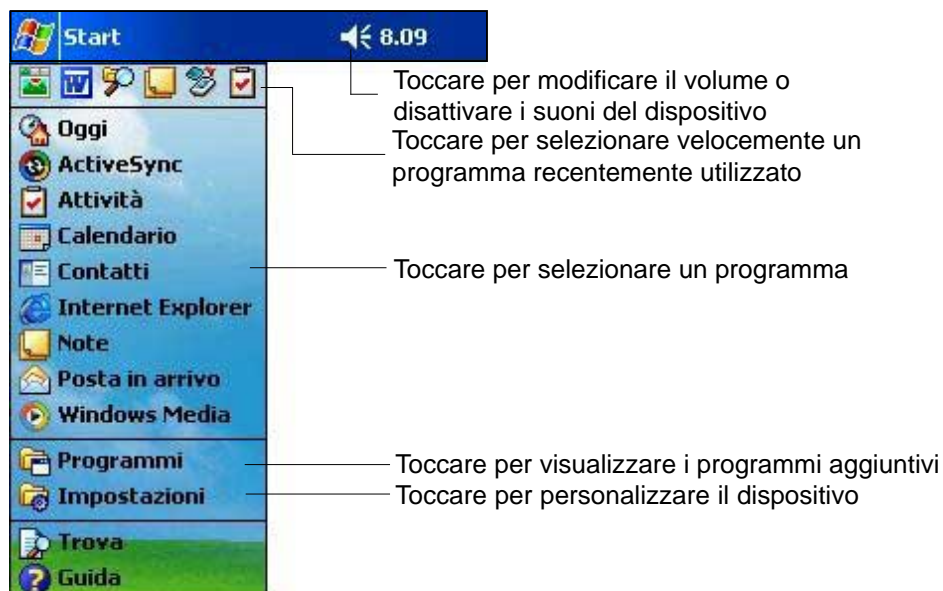 Start 8.09
Toccare per modificare il volume o
disattivare i suoni del dispositivo
Toccare per selezionare velocemente un
programma recentemente utilizzato
Oggi
ActiveSync
Attività
Calendario
Contatti
Toccare per selezionare un programma
Internet Explorer
Note
Posta in arrivo
Windows Media
Programmi
Toccare per visualizzare i programmi aggiuntivi
Impostazioni
Toccare per personalizzare il dispositivo
Trova
Guida